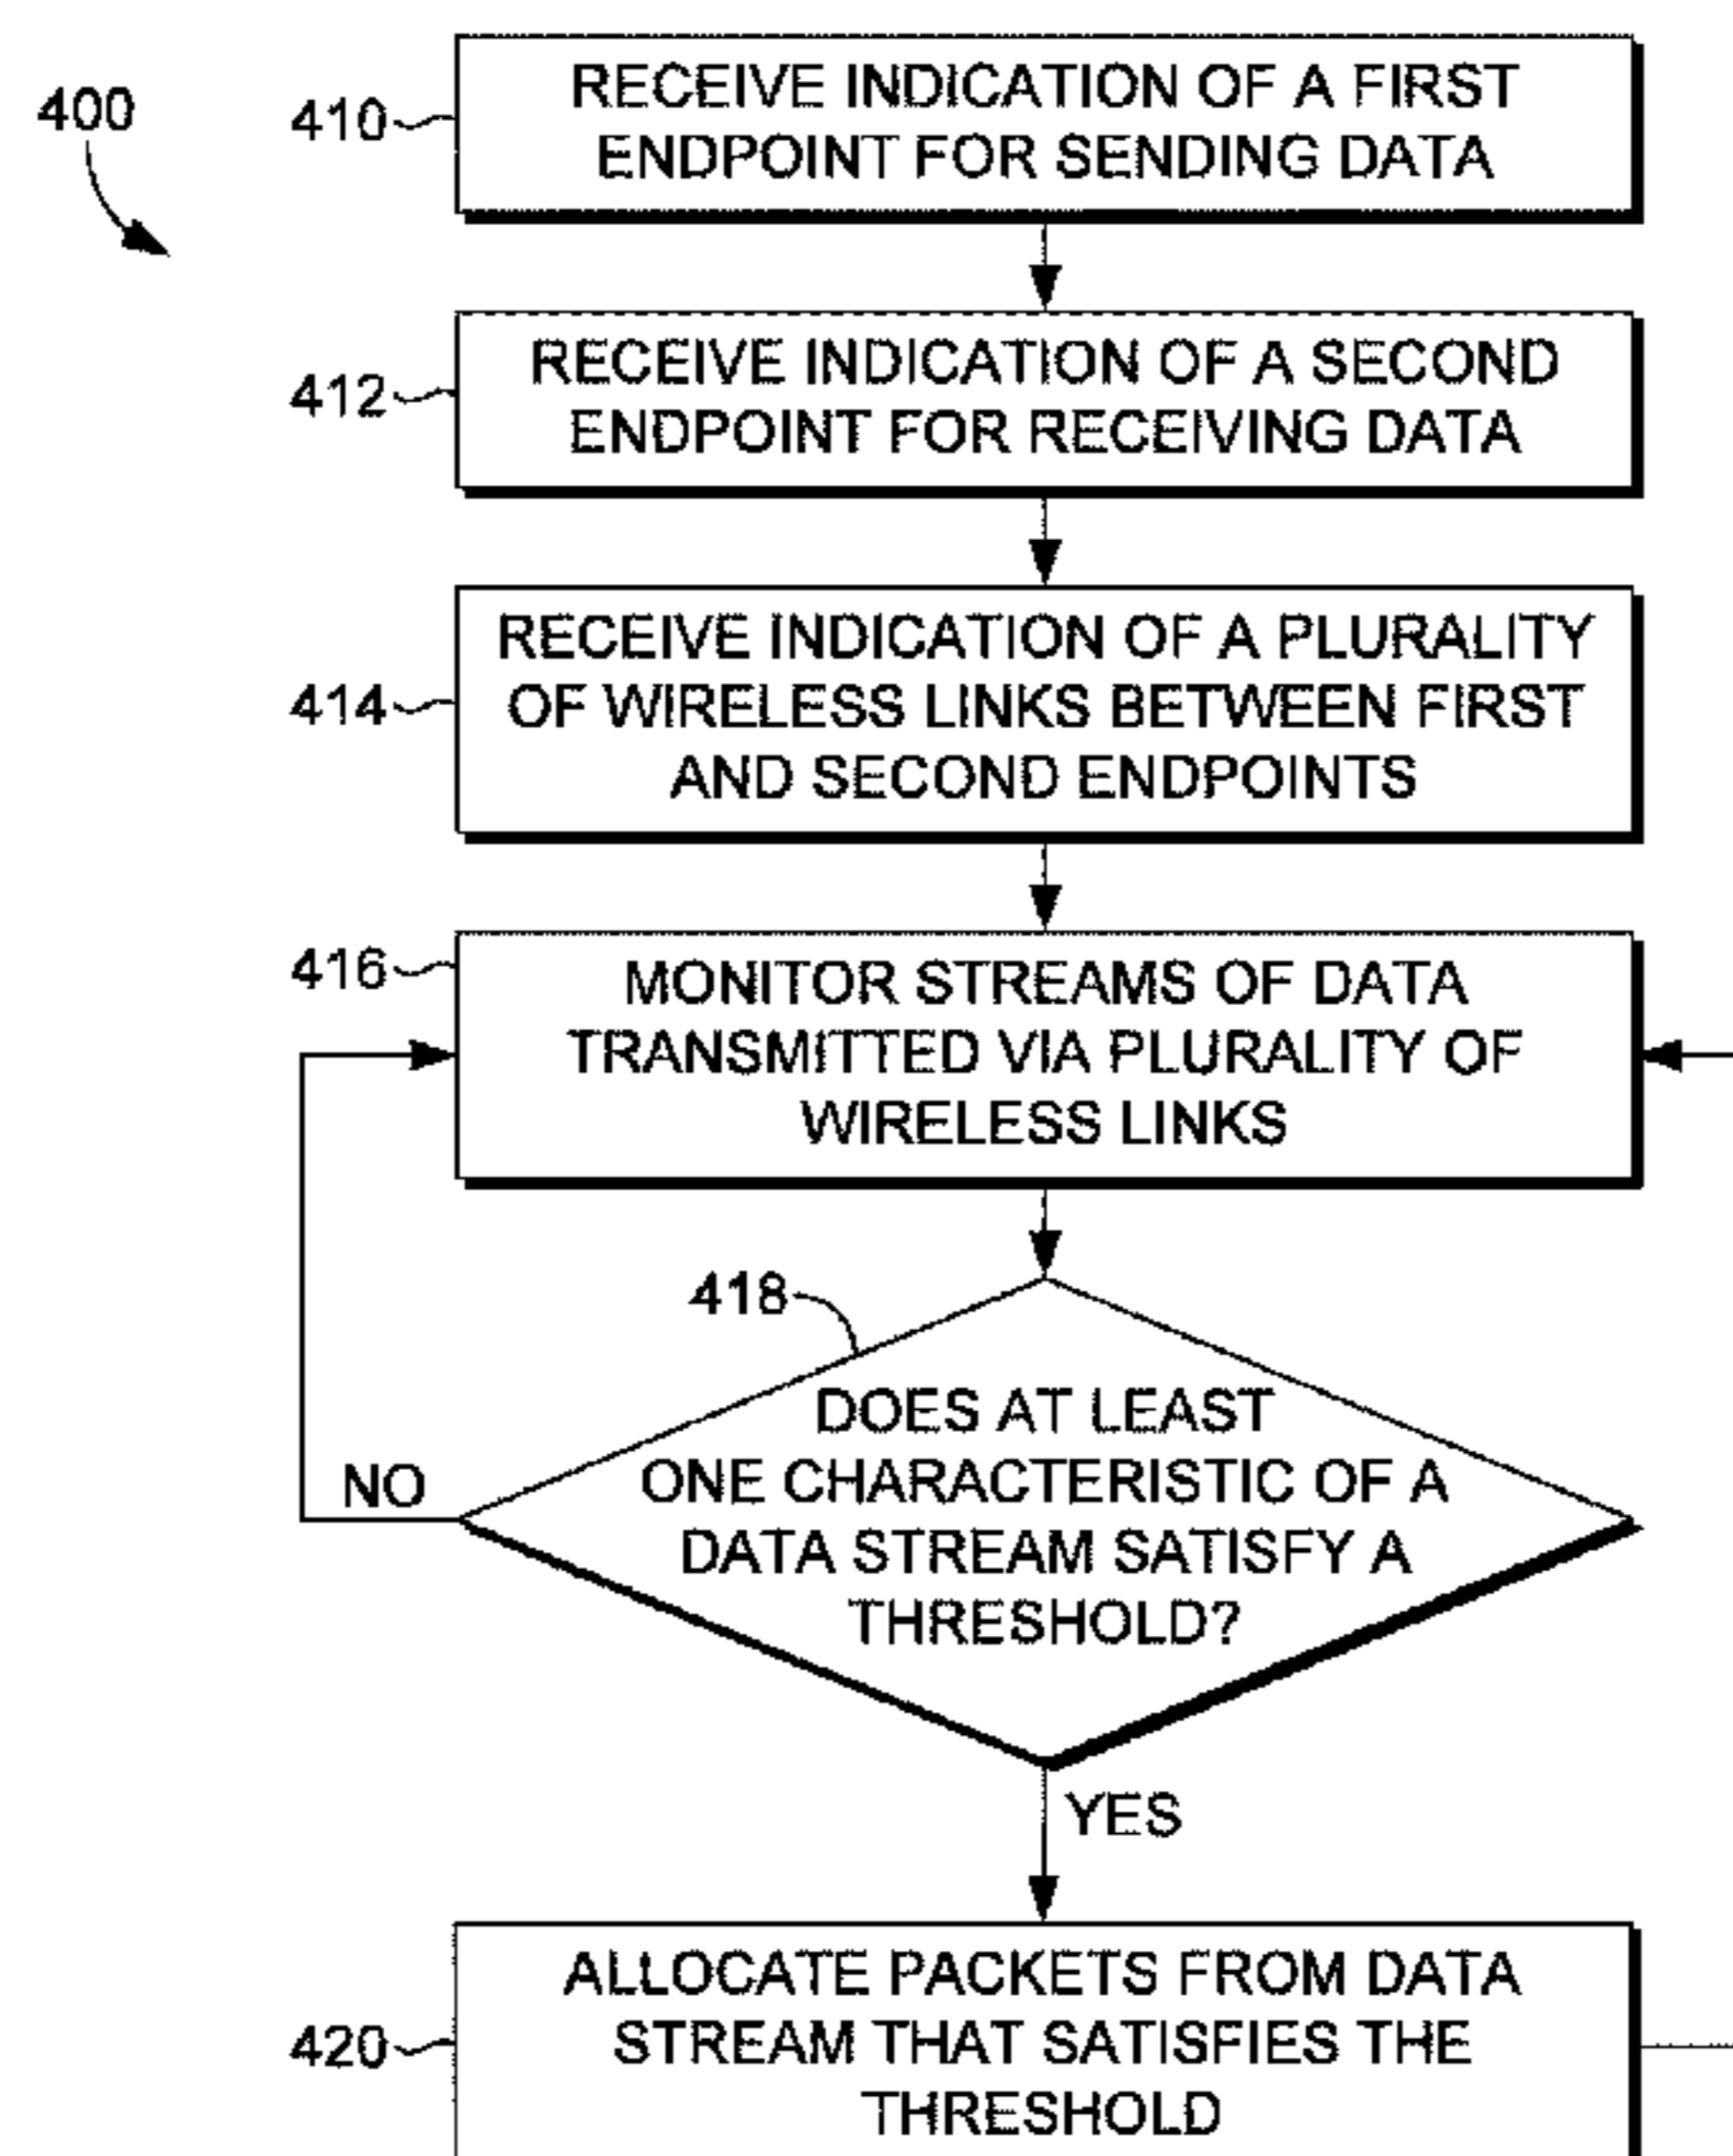 400
410
RECEIVE INDICATION OF A FIRST
ENDPOINT FOR SENDING DATA
412
RECEIVE INDICATION OF A SECOND
ENDPOINT FOR RECEIVING DATA
414
RECEIVE INDICATION OF A PLURALITY
OF WIRELESS LINKS BETWEEN FIRST
AND SECOND ENDPOINTS
416
MONITOR STREAMS OF DATA
TRANSMITTED VIA PLURALITY OF
WIRELESS LINKS
418
DOES AT LEAST
ONE CHARACTERISTIC OF A
DATA STREAM SATISFY A
THRESHOLD?
NO
YES
420
ALLOCATE PACKETS FROM DATA
STREAM THAT SATISFIES THE
THRESHOLD